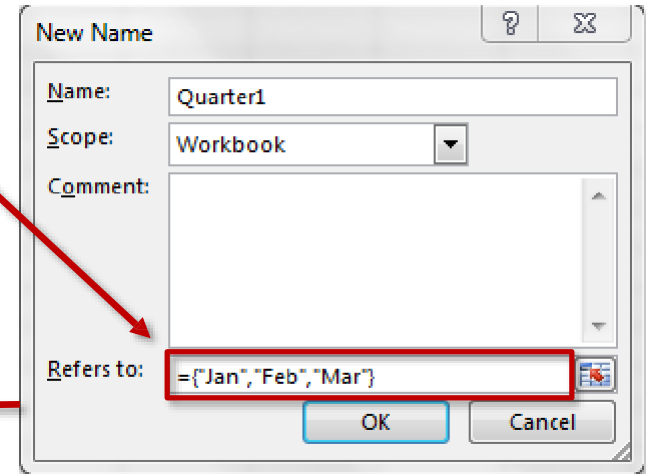 New Name
Name: Quarter1
Scope: Workbook
Comment:
Refers to: ={"Jan","Feb","Mar"}
OK Cancel